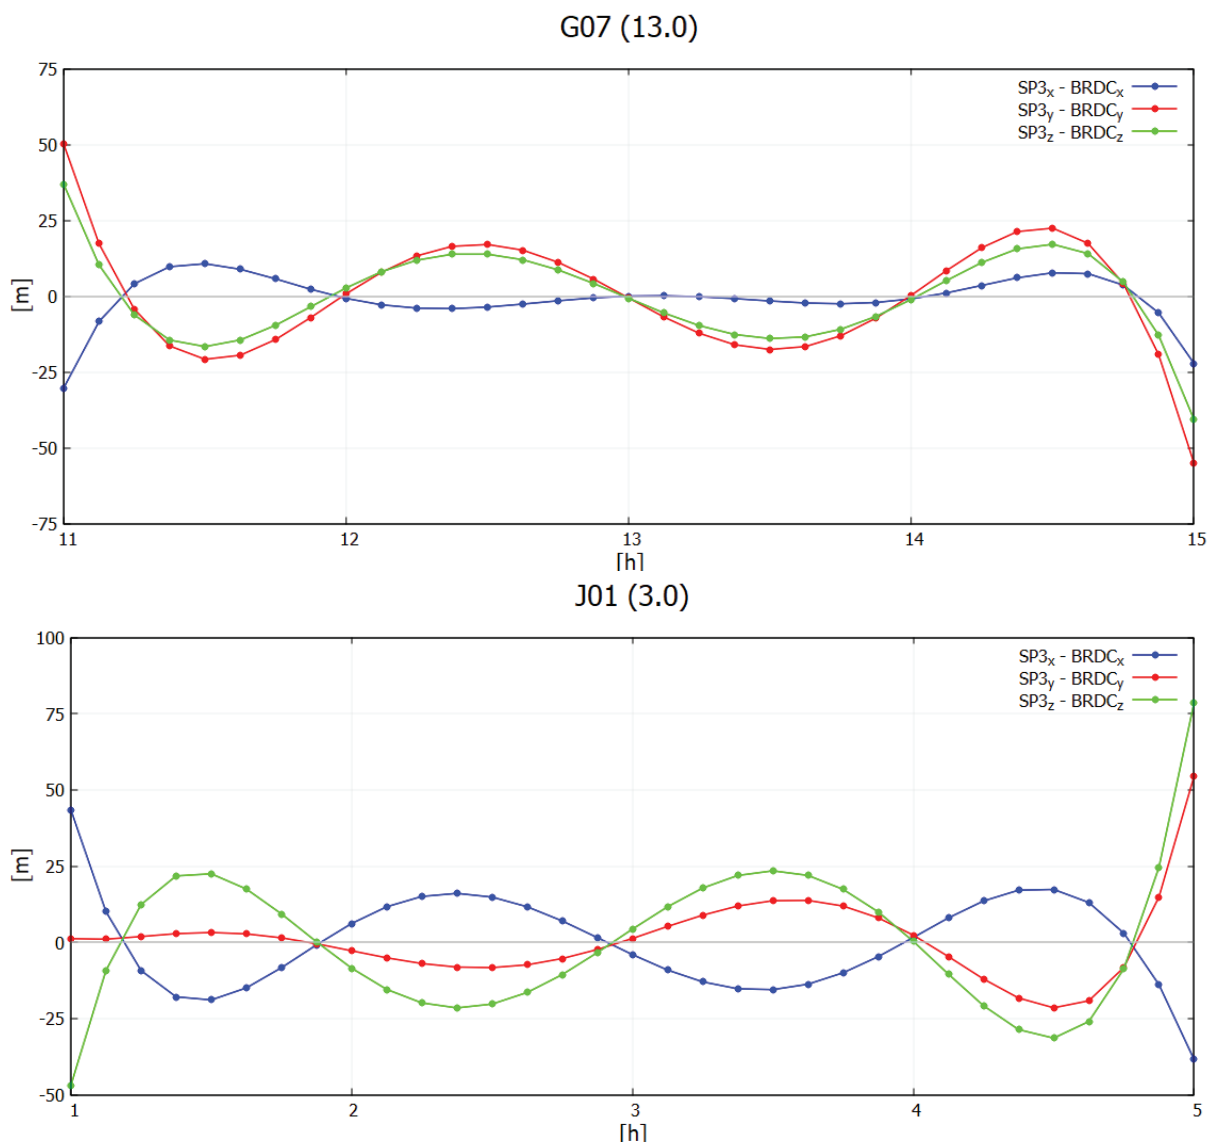 G07 (13.0)
75
50
25
0
-25
-50
-75
[m]
SP3x - BRDCx
SP3y - BRDCy
SP3z - BRDCz
11 12 13 14 15
[h]
J01 (3.0)
100
75
50
25
0
-25
-50
[m]
SP3x - BRDCx
SP3y - BRDCy
SP3z - BRDCz
1 2 3 4 5
[h]